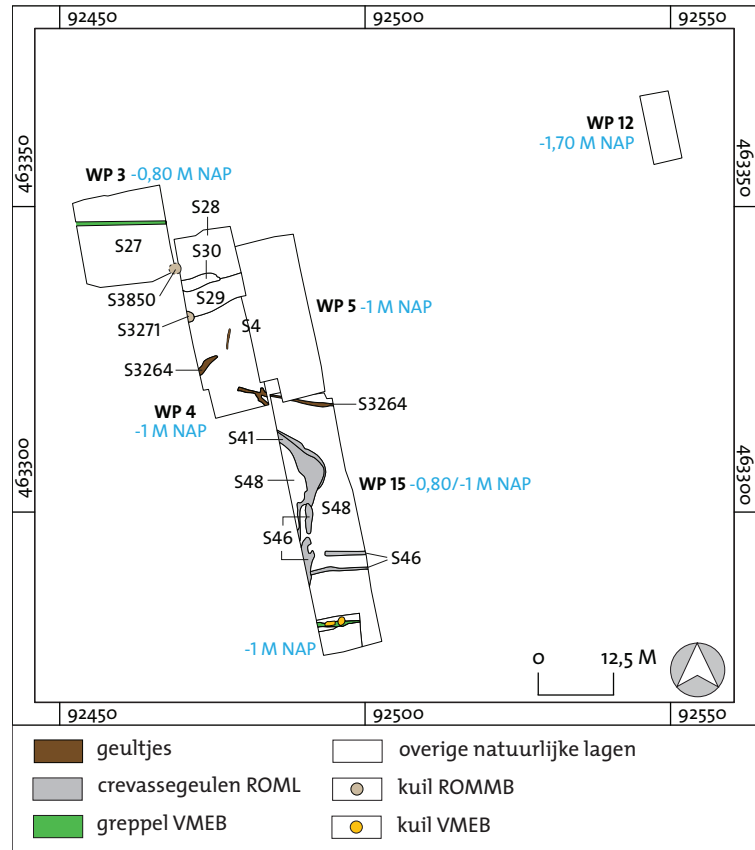 92450 92500 92550
463350 463350
WP 12
-1,70 M NAP
WP 3 -0,80 M NAP
S28
S30
S27
S29
S3850
WP 5 -1 M NAP
S3271
S4
S3264
S3264
WP 4
-1 M NAP
S41
463300 463300
S48
WP 15 -0,80/-1 M NAP
S48
S46
S46
-1 M NAP
0 12,5 M
92450 92500 92550
geultjes
overige natuurlijke lagen
crevassegeulen ROML
kuil ROMMB
greppel VMEB
kuil VMEB